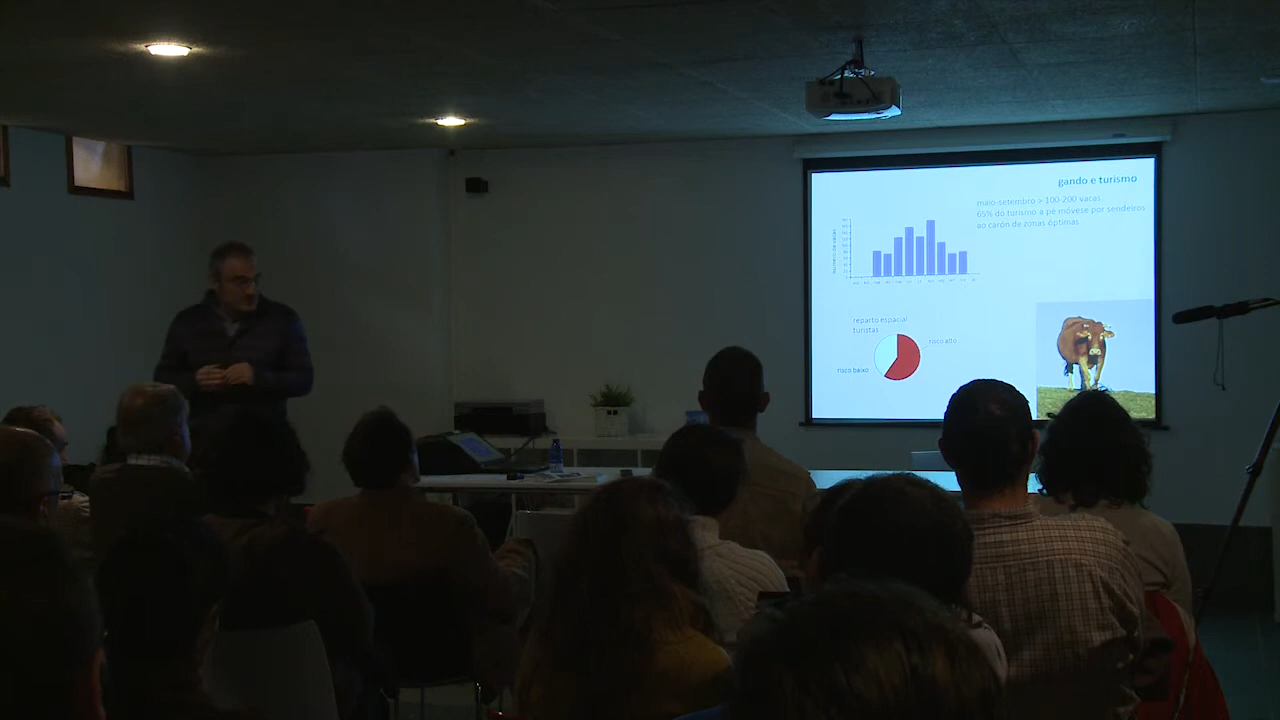 gando e turismo
maio-setembro > 100-200 vacas
65% do turismo a pé móvese por sendeiros
ao carón de zonas óptimas
reparto espacial
turistas
risco alto
risco baixo